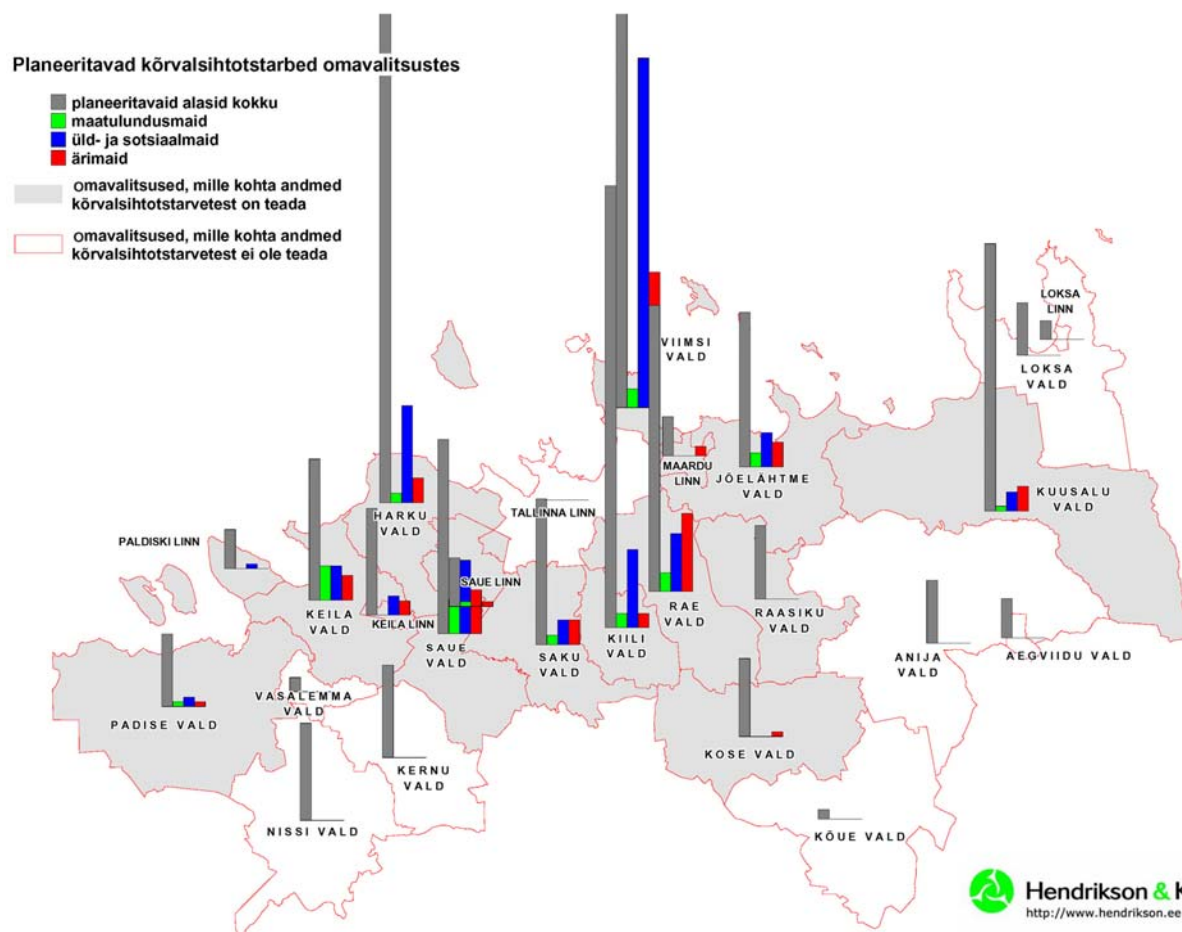 Planeeritavad kõrvalsihtotstarbed omavalitsustes
planeeritavaid alasid kokku
maatulundusmaid
üld- ja sotsiaalmaid
ärimaid
omavalitsused, mille kohta andmed
kõrvalsihtotstarvetest on teada
omavalitsused, mille kohta andmed
kõrvalsihtotstarvetest ei ole teada
LOKSA
LINN
VIIMSI
VALD
LOKSA
VALD
MAARDU
LINN
JÕELÄHTME
VALD
KUUSALU
VALD
HARKU
VALD
TALLINNA LINN
PALDISKI LINN
SAUE LINN
KEILA
VALD
KEILA LINN
SAUE
VALD
SAKU
VALD
KIILI
VALD
RAE
VALD
RAASIKU
VALD
ANIJA
VALD
AEGVIIDU VALD
VASALEMMA
VALD
PADISE VALD
KERNU
VALD
KOSE VALD
NISSI VALD
KÕUE VALD
Hendrikson & K
http://www.hendrikson.ee